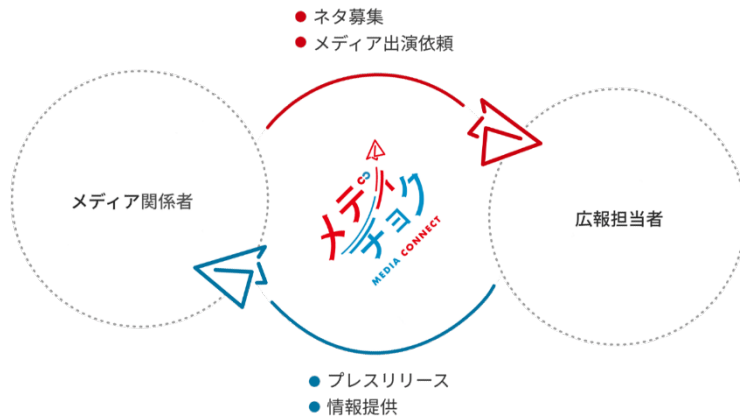 ネタ募集
メディア出演依頼
メディア関係者
メディ
チョク
MEDIA CONNECT
広報担当者
プレスリリース
情報提供